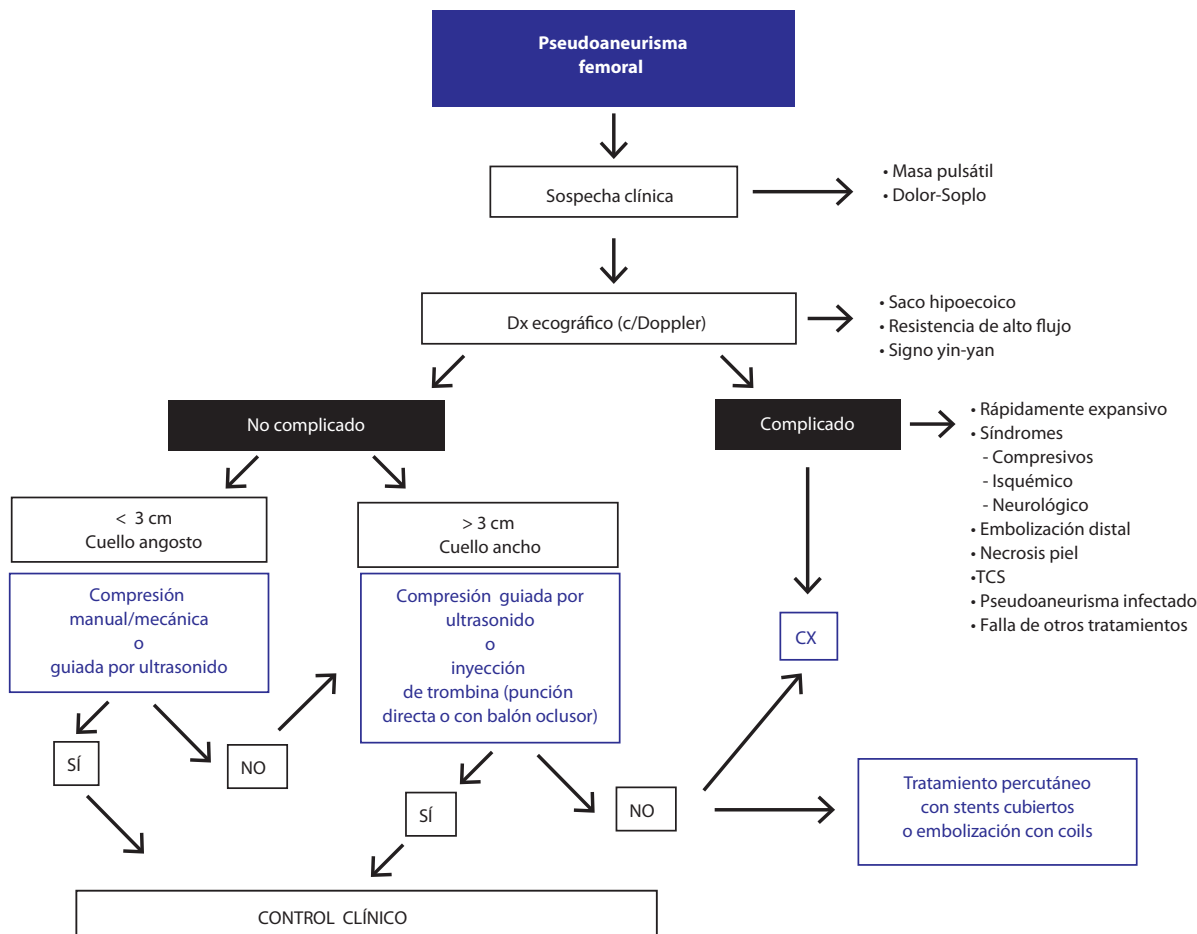 Pseudoaneurisma
femoral
Sospecha clínica
• Masa pulsátil
• Dolor-Soplo
Dx ecográfico (c/Doppler)
• Saco hipoecoico
• Resistencia de alto flujo
• Signo yin-yan
No complicado
Complicado
• Rápidamente expansivo
• Síndromes
- Compresivos
- Isquémico
- Neurológico
• Embolización distal
• Necrosis piel
•TCS
• Pseudoaneurisma infectado
• Falla de otros tratamientos
< 3 cm
Cuello angosto
> 3 cm
Cuello ancho
Compresión
manual/mecánica
o
guiada por ultrasonido
Compresión guiada por
ultrasonido
o
inyección
de trombina (punción
directa o con balón oclusor)
CX
SÍ
NO
SÍ
NO
Tratamiento percutáneo
con stents cubiertos
o embolización con coils
CONTROL CLÍNICO